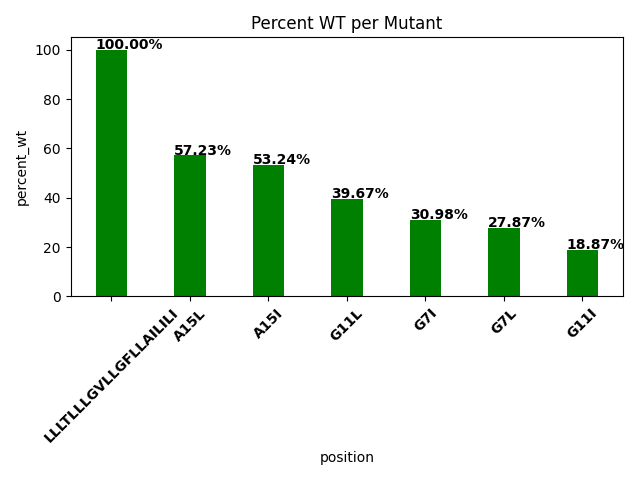 Percent WT per Mutant
percent_wt
100
80
60
40
20
0
100.00%
57.23%
53.24%
39.67%
30.98%
27.87%
18.87%
LLLTLLLGVLLGFLLAILILILI
A15L
A15I
G11L
G7I
G7L
G11I
position